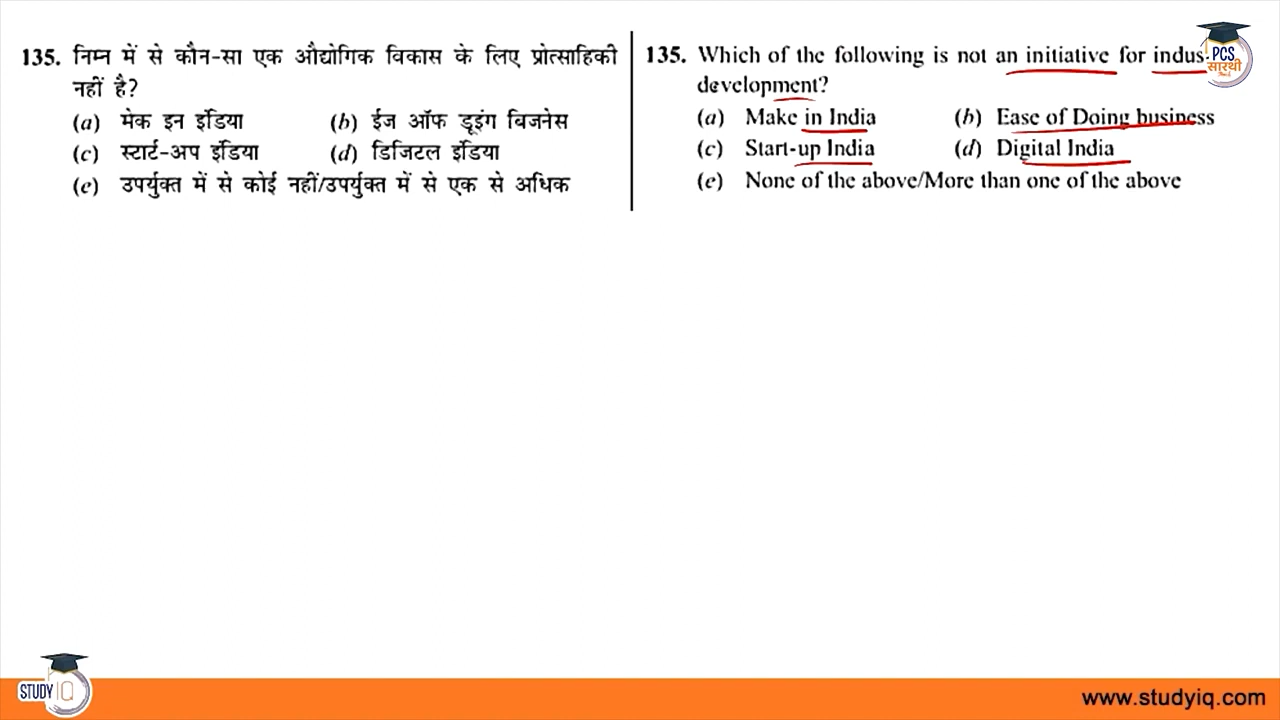 135. निम्न में से कौन-सा एक औद्योगिक विकास के लिए प्रोत्साहिकी
नहीं है?
(a) मेक इन इंडिया (b) ईज ऑफ डूइंग बिजनेस
(c) स्टार्ट-अप इंडिया (d) डिजिटल इंडिया
(e) उपर्युक्त में से कोई नहीं/उपर्युक्त में से एक से अधिक
135. Which of the following is not an initiative for indus-
development?
(a) Make in India (b) Ease of Doing business
(c) Start-up India (d) Digital India
(e) None of the above/More than one of the above
PCS
सारथी
STUDY IQ
www.studyiq.com